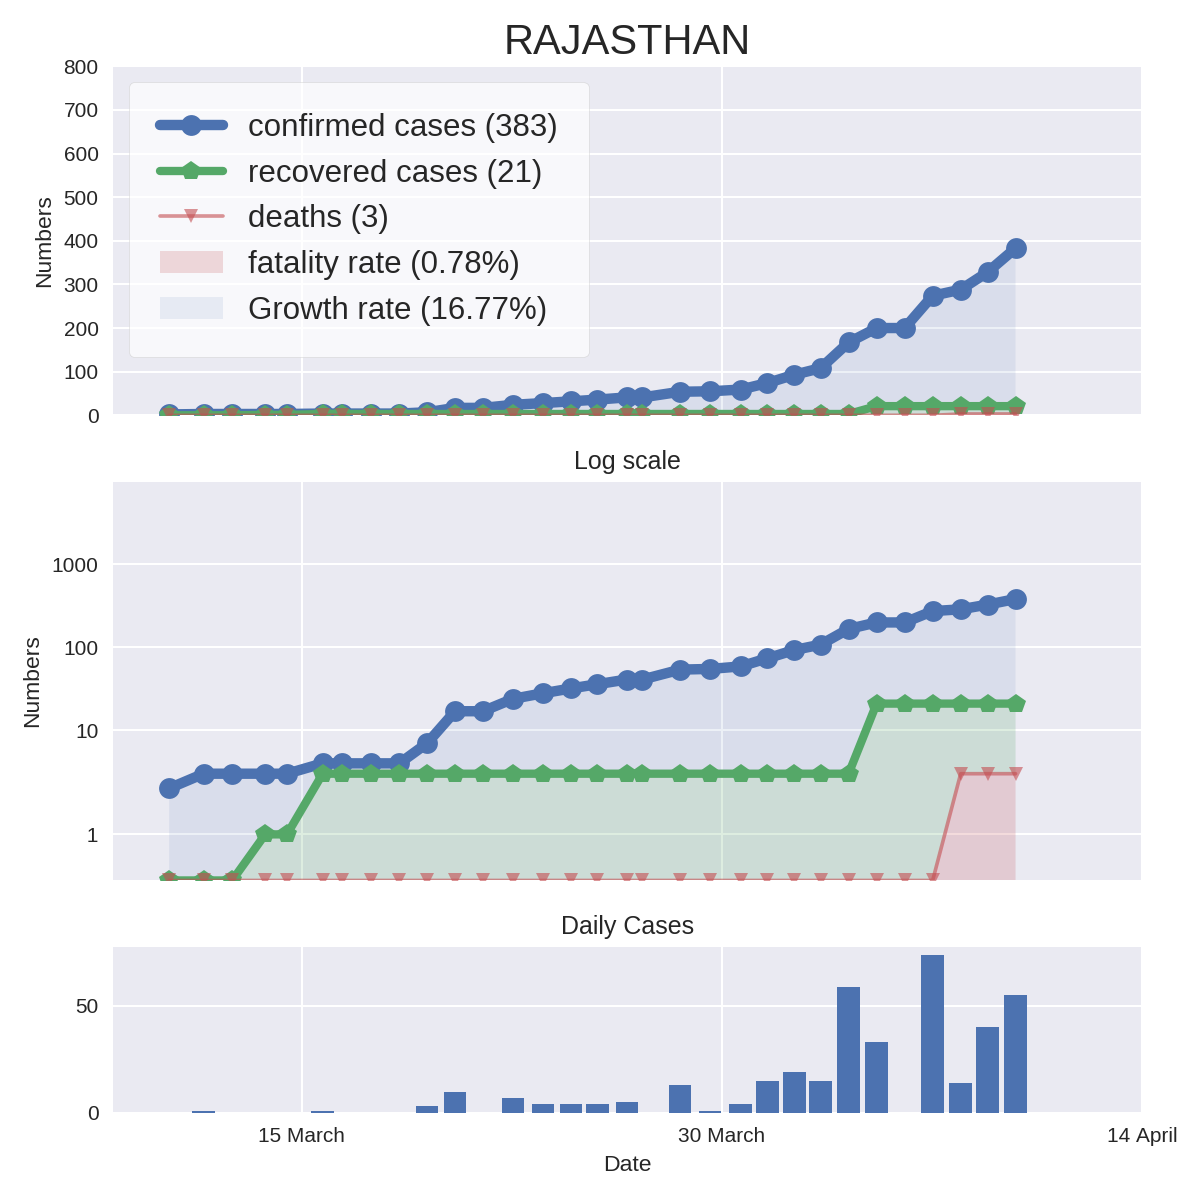 RAJASTHAN
800
700
600
500
400
300
200
100
0
Numbers
confirmed cases (383)
recovered cases (21)
deaths (3)
fatality rate (0.78%)
Growth rate (16.77%)
Log scale
1000
100
10
1
Numbers
Daily Cases
50
0
15 March
30 March
14 April
Date